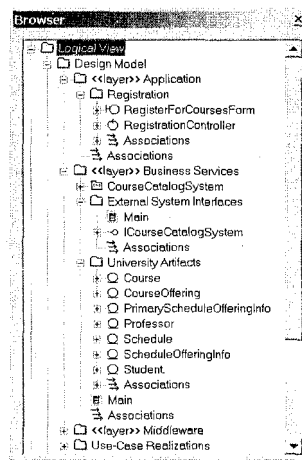 Browser
Logical View
Design Model
<<layer>> Application
Registration
RegisterForCoursesForm
RegistrationController
Associations
Associations
<<layer>> Business Services
CourseCatalogSystem
External System Interfaces
Main
ICourseCatalogSystem
Associations
University Artifacts
Course
CourseOffering
PrimaryScheduleOfferingInfo
Professor
Schedule
ScheduleOfferingInfo
Student
Associations
Main
Associations
<<layer>> Middleware
Use-Case Realizations